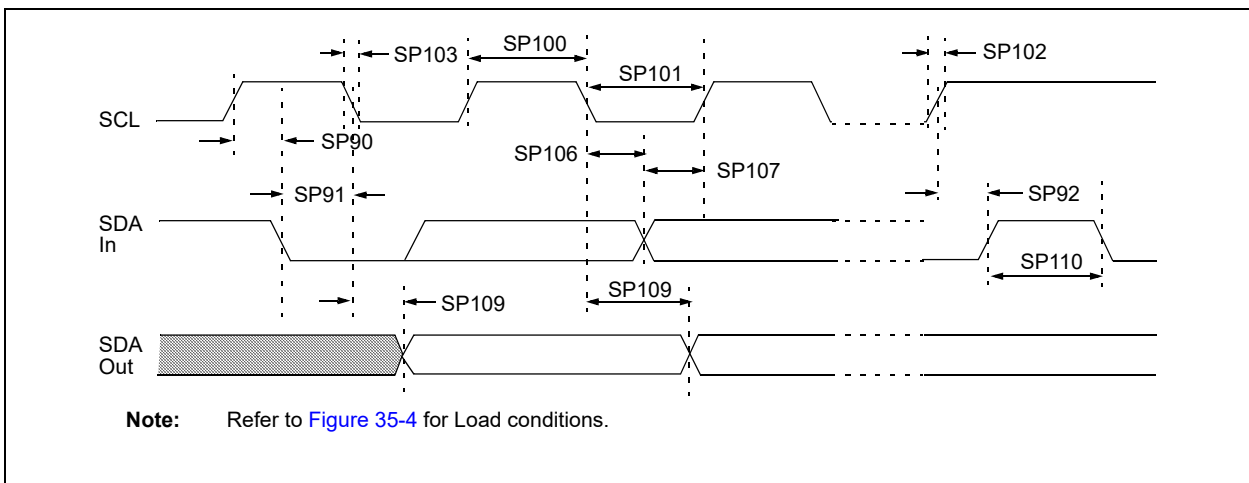 SP103
SP100
SP101
SP102
SCL
SP90
SP106
SP107
SP91
SP92
SDA
In
SP110
SP109
SP109
SDA
Out
Note: Refer to Figure 35-4 for Load conditions.